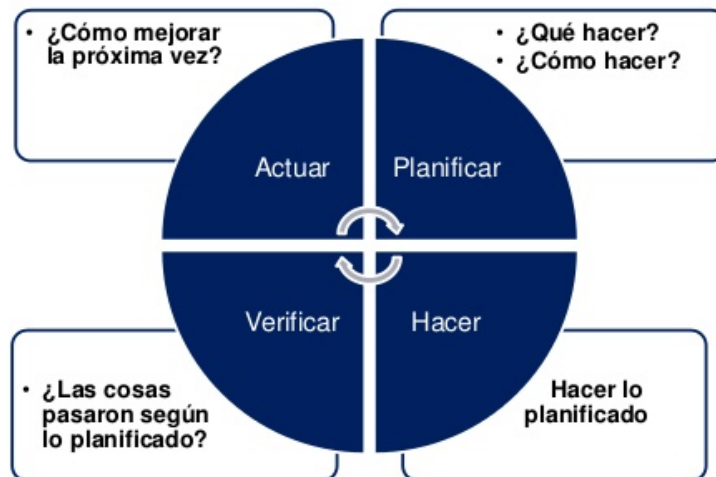 • ¿Cómo mejorar
la próxima vez?
• ¿Qué hacer?
• ¿Cómo hacer?
Actuar
Planificar
Verificar
Hacer
• ¿Las cosas
pasaron según
lo planificado?
Hacer lo
planificado